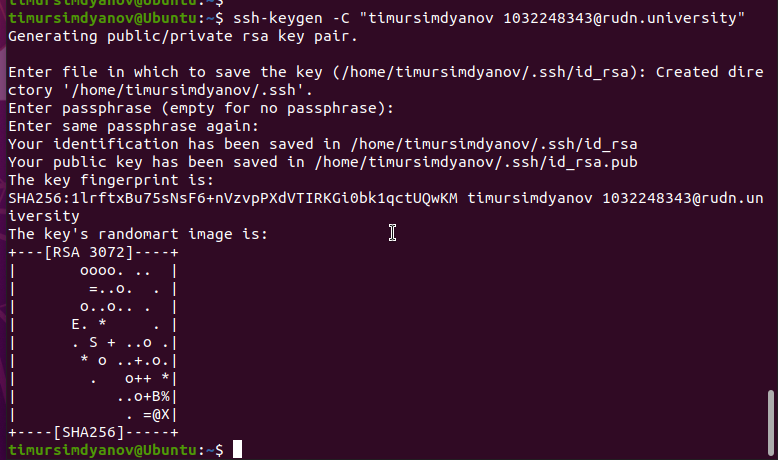 timursimdyanov@Ubuntu:~$
timursimdyanov@Ubuntu:~$ ssh-keygen -C "timursimdyanov 1032248343@rudn.university"
Generating public/private rsa key pair.

Enter file in which to save the key (/home/timursimdyanov/.ssh/id_rsa): Created dire
ctory '/home/timursimdyanov/.ssh'.
Enter passphrase (empty for no passphrase):
Enter same passphrase again:
Your identification has been saved in /home/timursimdyanov/.ssh/id_rsa
Your public key has been saved in /home/timursimdyanov/.ssh/id_rsa.pub
The key fingerprint is:
SHA256:1lrftxBu75sNsF6+nVzvpPXdVTIRKGi0bk1qctUQwKM timursimdyanov 1032248343@rudn.un
iversity
The key's randomart image is:
+---[RSA 3072]----+
|       oooo. ..  |
|        =..o.  . |
|       o..o.. .  |
|      E. *     . |
|      . S + ..o .|
|       * o ..+.o.|
|        .   o++ *|
|           ..o+B%|
|            . =@X|
+----[SHA256]-----+
timursimdyanov@Ubuntu:~$